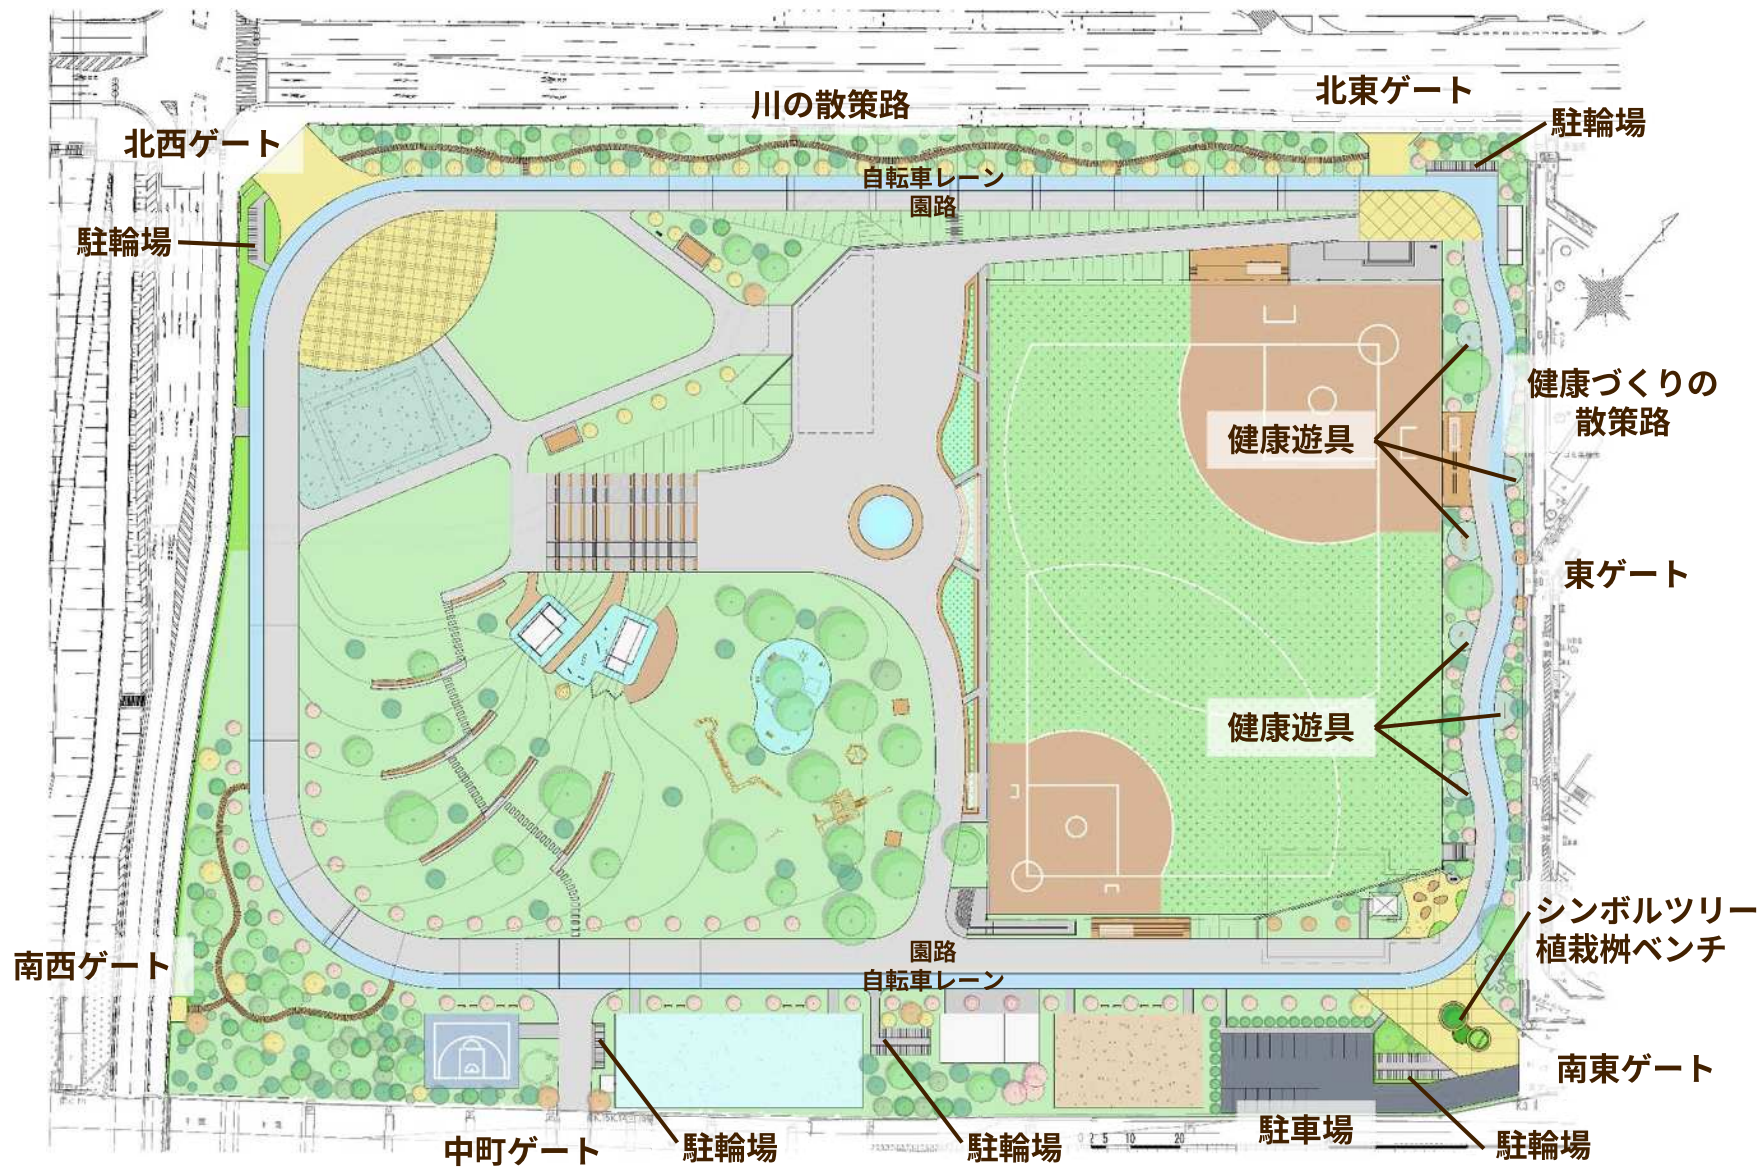 北東ゲート
川の散策路
駐輪場
北西ゲート
自転車レーン
園路
駐輪場
健康づくりの
散策路
健康遊具
東ゲート
健康遊具
シンボルツリー
植栽桝ベンチ
園路
自転車レーン
南西ゲート
南東ゲート
駐車場
中町ゲート
駐輪場
駐輪場
駐輪場
0 2 5 10 20